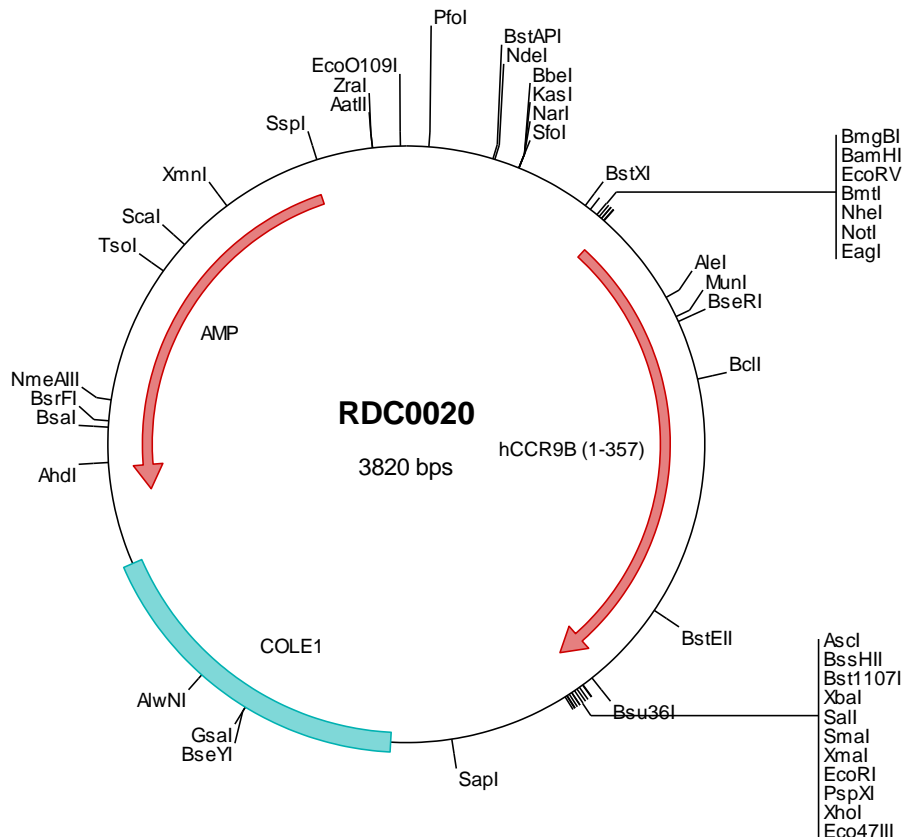 PfoI
BstAPI
NdeI
EcoO109I
ZraI
AatII
BbeI
KasI
NarI
SfoI
SspI
BmgBI
BamHI
EcoRV
BmtI
NheI
NotI
EagI
XmnI
BstXI
ScaI
TsoI
AleI
MunI
BseRI
AMP
BclI
NmeAIII
BsrFI
BsaI
AhdI
RDC0020
3820 bps
hCCR9B (1-357)
COLE1
BstEII
AlwNI
GsaI
BseYI
SapI
Bsu36I
AscI
BssHII
Bst1107I
XbaI
SalI
SmaI
XmaI
EcoRI
PspXI
XhoI
Eco47III